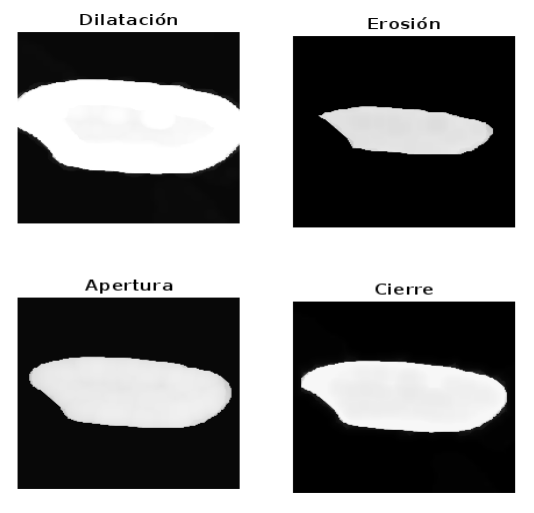 Dilatación
Erosión
Apertura
Cierre